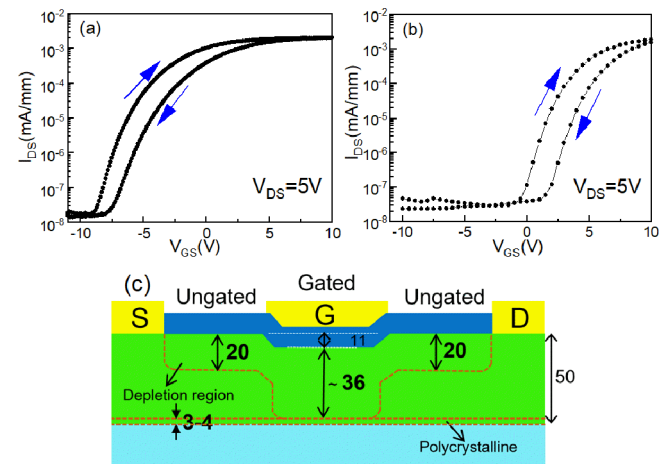 (a)
I_DS(mA/mm)
10^-2
10^-3
10^-4
10^-5
10^-6
10^-7
10^-8
V_DS=5V
-10 -5 0 5 10
V_GS(V)
(b)
I_DS(mA/mm)
10^-2
10^-3
10^-4
10^-5
10^-6
10^-7
10^-8
V_DS=5V
-10 -5 0 5 10
V_GS(V)
(c)
Ungated Gated Ungated
S G D
11
20 20
~ 36
50
Depletion region
3-4
Polycrystalline